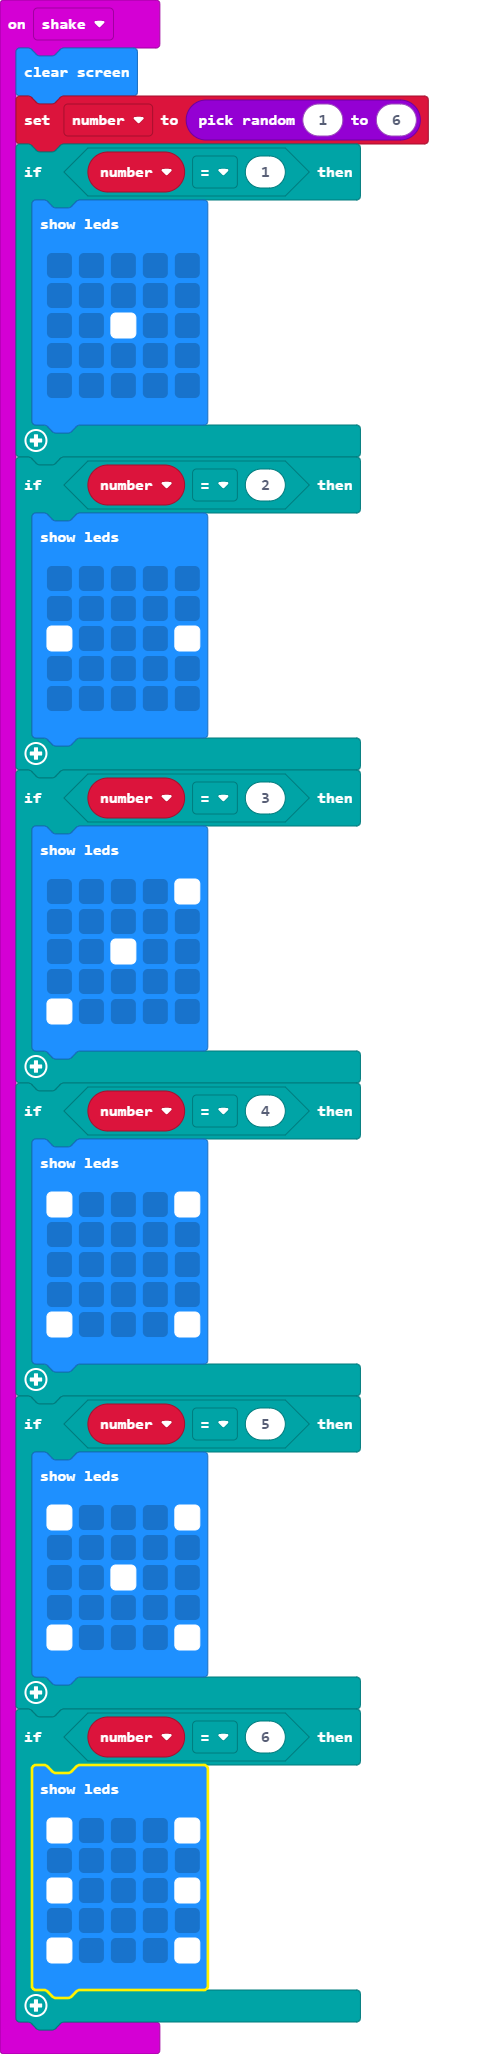 on shake
clear screen
set number to pick random 1 to 6
if number = 1 then
show leds
if number = 2 then
show leds
if number = 3 then
show leds
if number = 4 then
show leds
if number = 5 then
show leds
if number = 6 then
show leds